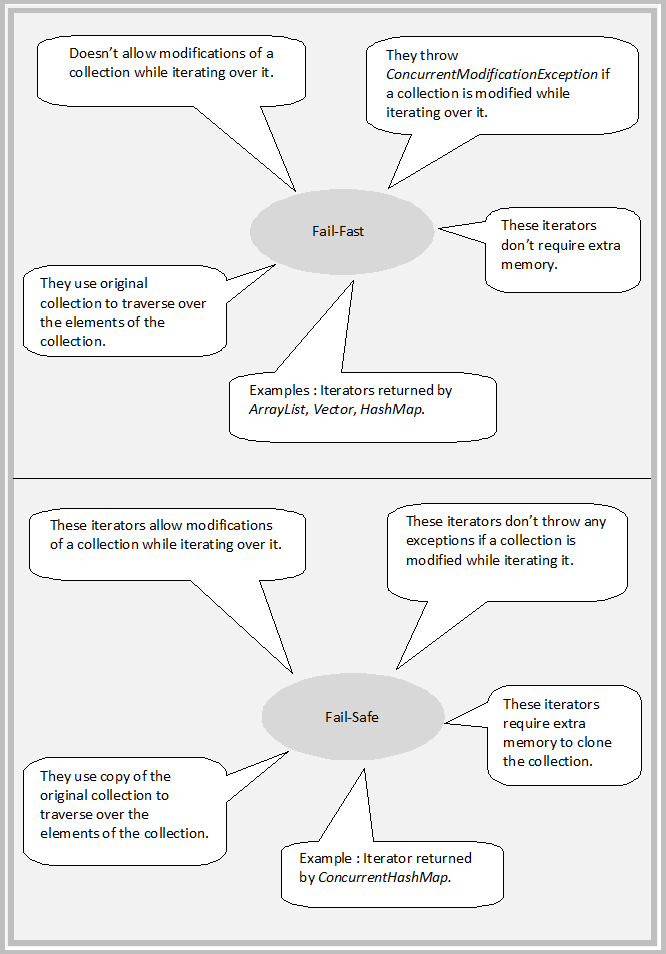 Doesn’t allow modifications of a
collection while iterating over it.
They throw
ConcurrentModificationException if
a collection is modified while
iterating over it.
Fail-Fast
These iterators
don’t require extra
memory.
They use original
collection to traverse over
the elements of the
collection.
Examples : Iterators returned by
ArrayList, Vector, HashMap.
These iterators allow modifications
of a collection while iterating over it.
These iterators don’t throw any
exceptions if a collection is
modified while iterating it.
Fail-Safe
These iterators
require extra
memory to clone
the collection.
They use copy of the
original collection to
traverse over the
elements of the collection.
Example : Iterator returned
by ConcurrentHashMap.